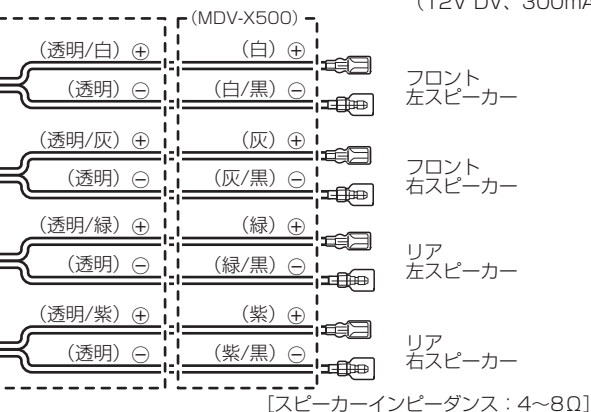 (12V DV、300mA
(MDV-X500)
(透明/白) ⊕ (白) ⊕
(透明) ⊖ (白/黒) ⊖
フロント
左スピーカー
(透明/灰) ⊕ (灰) ⊕
(透明) ⊖ (灰/黒) ⊖
フロント
右スピーカー
(透明/緑) ⊕ (緑) ⊕
(透明) ⊖ (緑/黒) ⊖
リア
左スピーカー
(透明/紫) ⊕ (紫) ⊕
(透明) ⊖ (紫/黒) ⊖
リア
右スピーカー
[スピーカーインピーダンス：4〜8Ω]